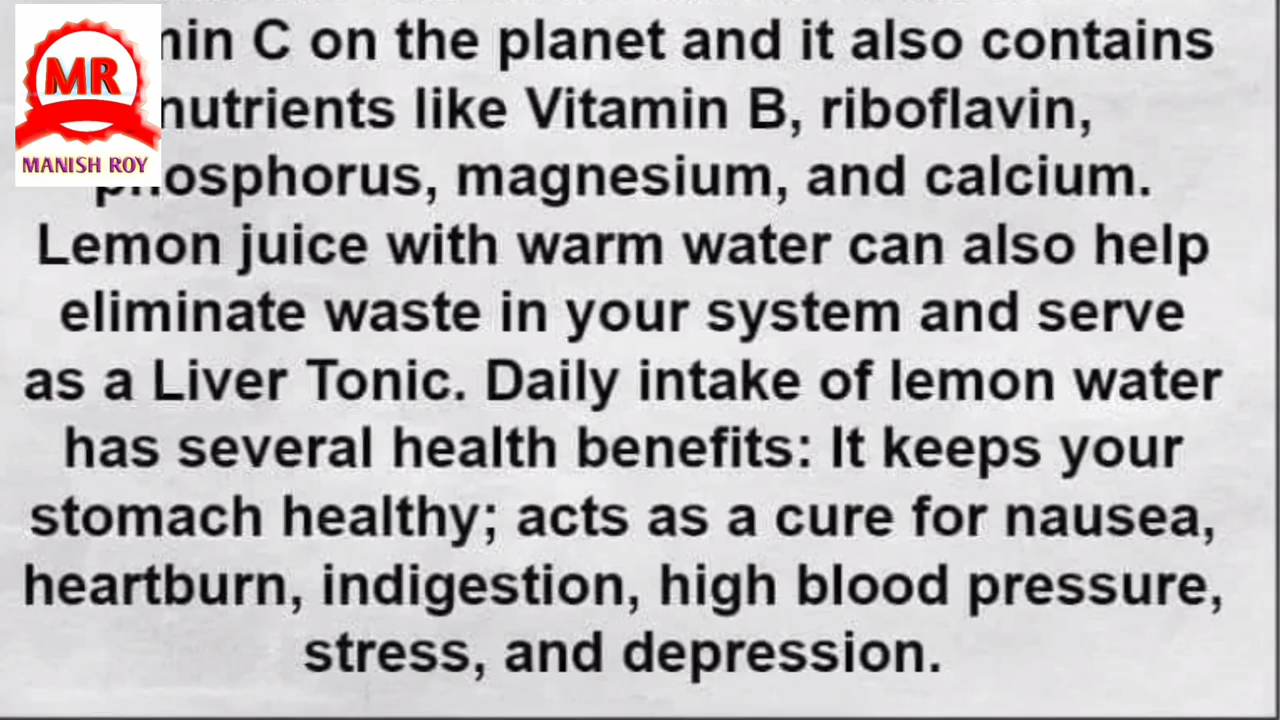 MR
MANISH ROY
C on the planet and it also contains
nutrients like Vitamin B, riboflavin,
phosphorus, magnesium, and calcium.
Lemon juice with warm water can also help
eliminate waste in your system and serve
as a Liver Tonic. Daily intake of lemon water
has several health benefits: It keeps your
stomach healthy; acts as a cure for nausea,
heartburn, indigestion, high blood pressure,
stress, and depression.